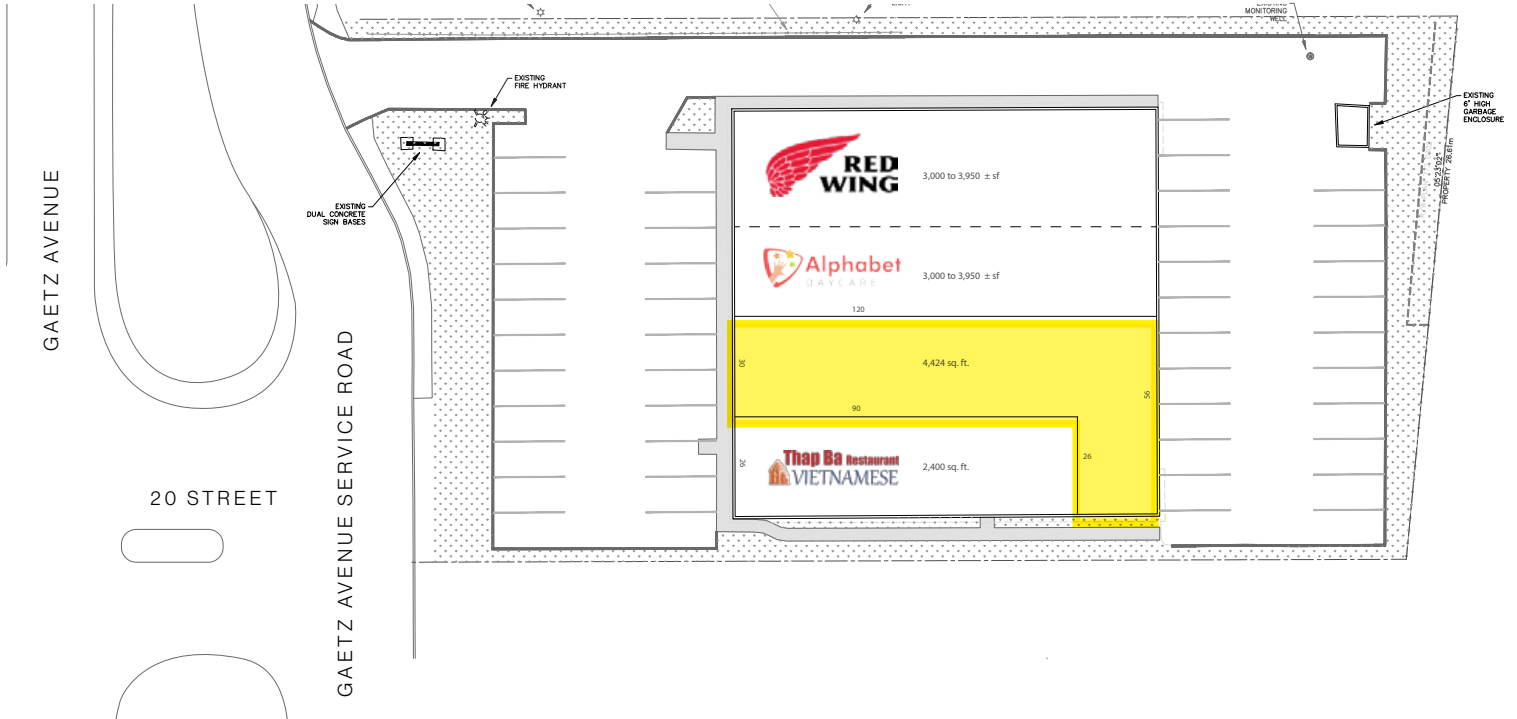 MONITORING
WELL
EXISTING
FIRE HYDRANT
EXISTING
6' HIGH
GARBAGE
ENCLOSURE
05°23'02"
PROPERTY 26.61m
EXISTING
DUAL CONCRETE
SIGN BASES
GAETZ AVENUE
GAETZ AVENUE SERVICE ROAD
20 STREET
RED
WING
3,000 to 3,950 ± sf
Alphabet
DAYCARE
3,000 to 3,950 ± sf
120
30
4,424 sq. ft.
56
90
26
Thap Ba Restaurant
VIETNAMESE
2,400 sq. ft.
26